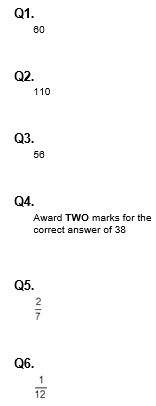 Q1.
60
Q2.
110
Q3.
56
Q4.
Award TWO marks for the
correct answer of 38
Q5.
2
7
Q6.
1
12